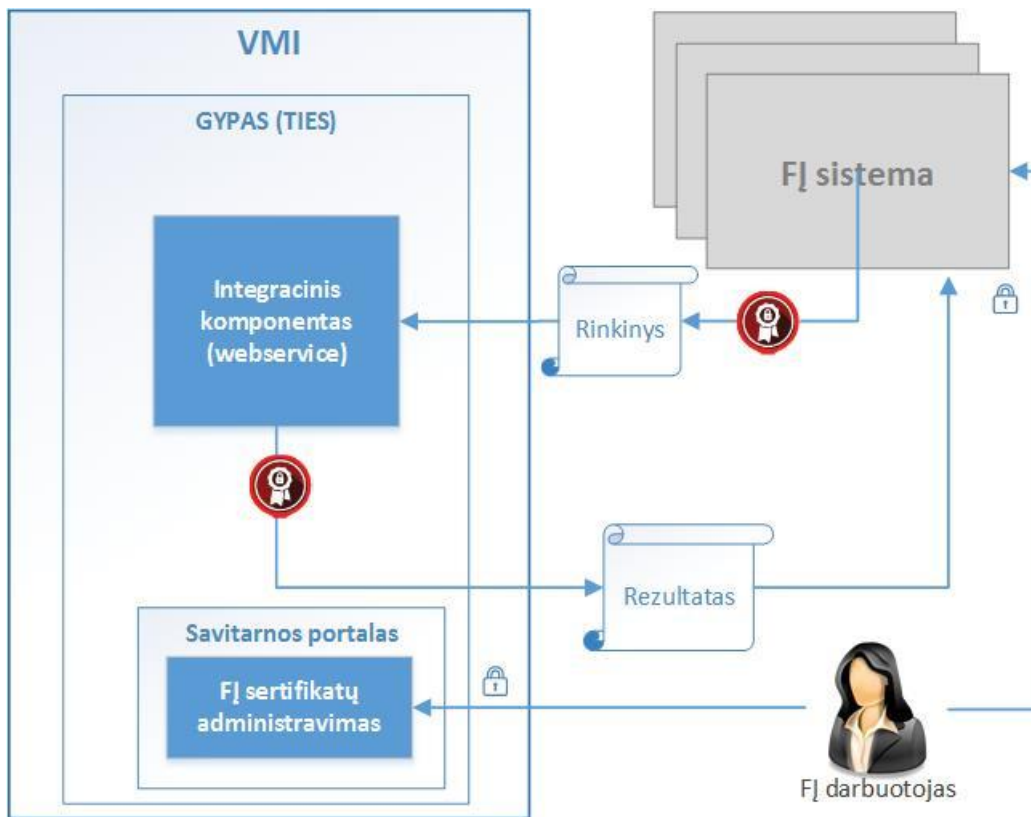 VMI
GYPAS (TIES)
FĮ sistema
Integracinis
komponentas
(webservice)
Rinkinys
Rezultatas
Savitarnos portalas
FĮ sertifikatų
administravimas
FĮ darbuotojas